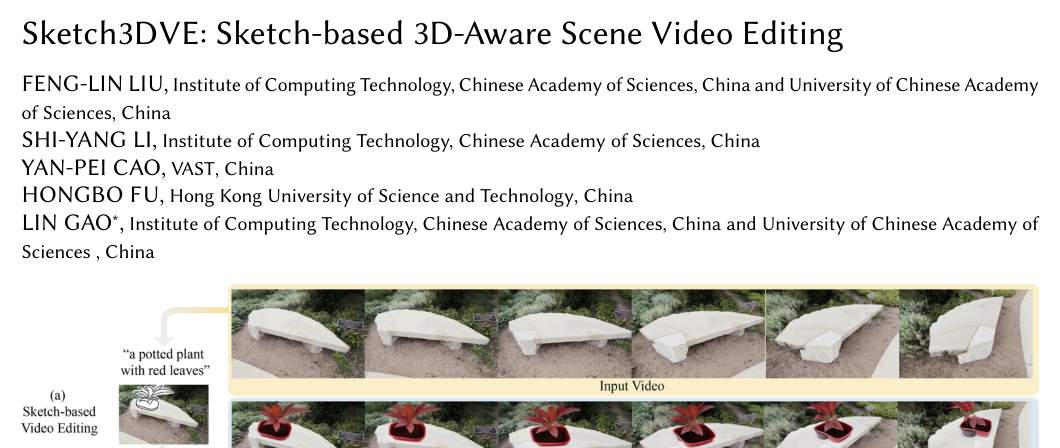 Sketch3DVE: Sketch-based 3D-Aware Scene Video Editing
FENG-LIN LIU, Institute of Computing Technology, Chinese Academy of Sciences, China and University of Chinese Academy
of Sciences, China
SHI-YANG LI, Institute of Computing Technology, Chinese Academy of Sciences, China
YAN-PEI CAO, VAST, China
HONGBO FU, Hong Kong University of Science and Technology, China
LIN GAO*, Institute of Computing Technology, Chinese Academy of Sciences, China and University of Chinese Academy of
Sciences , China
“a potted plant
with red leaves”
Input Video
(a)
Sketch-based
Video Editing